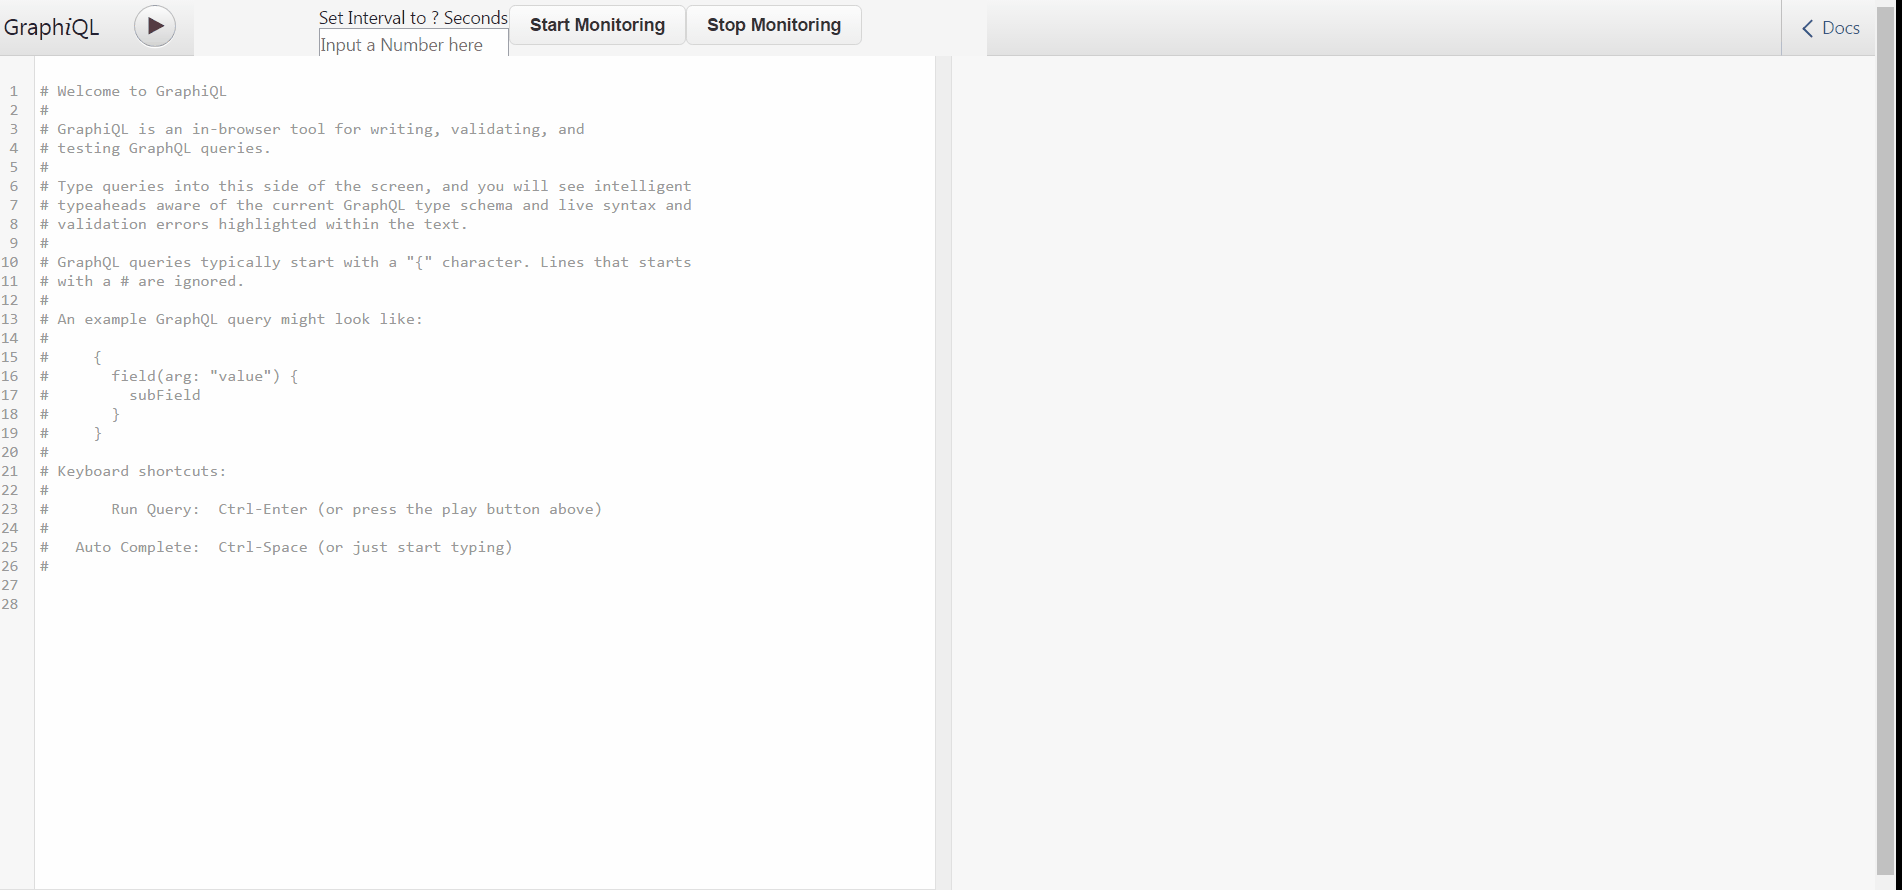 GraphiQL
Set Interval to ? Seconds
Input a Number here
Start Monitoring
Stop Monitoring
Docs
1 # Welcome to GraphiQL
2 #
3 # GraphiQL is an in-browser tool for writing, validating, and
4 # testing GraphQL queries.
5 #
6 # Type queries into this side of the screen, and you will see intelligent
7 # typeaheads aware of the current GraphQL type schema and live syntax and
8 # validation errors highlighted within the text.
9 #
10 # GraphQL queries typically start with a "{" character. Lines that starts
11 # with a # are ignored.
12 #
13 # An example GraphQL query might look like:
14 #
15 #     {
16 #       field(arg: "value") {
17 #         subField
18 #       }
19 #     }
20 #
21 # Keyboard shortcuts:
22 #
23 #       Run Query:  Ctrl-Enter (or press the play button above)
24 #
25 #   Auto Complete:  Ctrl-Space (or just start typing)
26 #
27
28